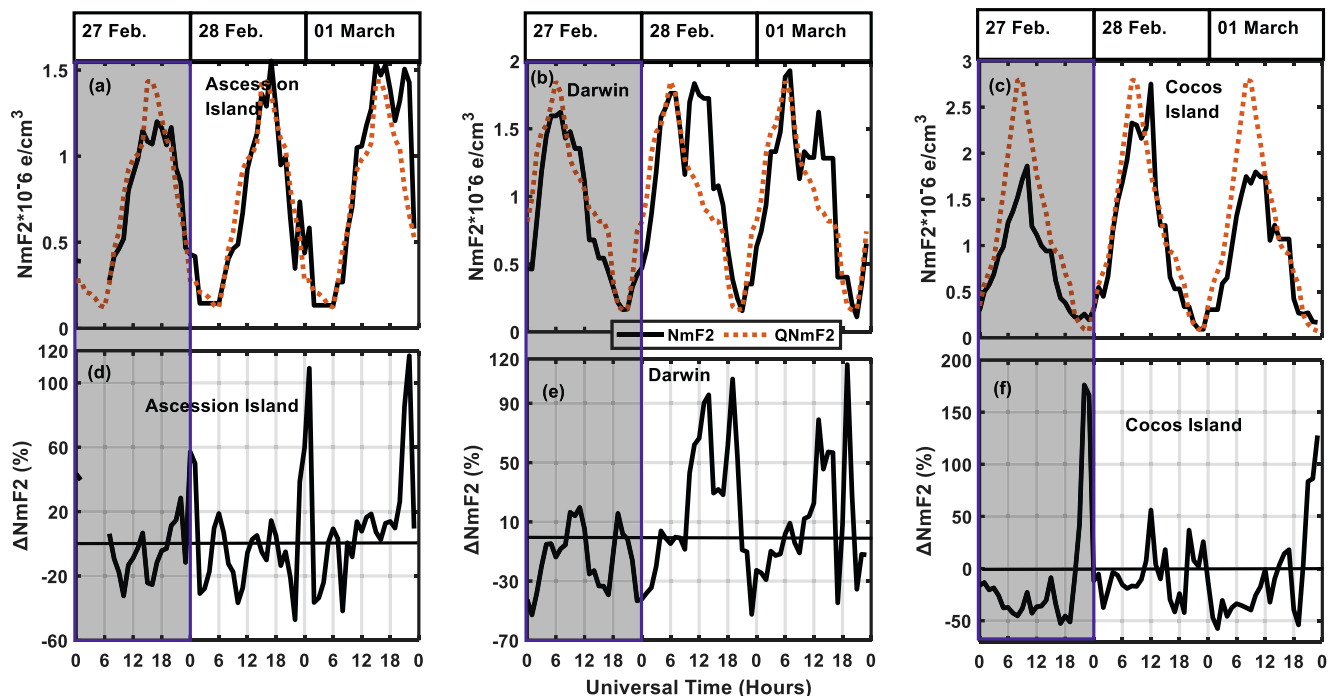 27 Feb. 28 Feb. 01 March
27 Feb. 28 Feb. 01 March
27 Feb. 28 Feb. 01 March
NmF2*10⁻6 e/cm³
1.5
1
0.5
0
(a)
Ascession
Island
NmF2*10⁻6 e/cm³
2
1.5
1
0.5
0
(b)
Darwin
NmF2*10⁻6 e/cm³
3
2.5
2
1.5
1
0.5
0
(c)
Cocos
Island
NmF2 QNmF2
ΔNmF2 (%)
120
100
60
20
0
-20
-60
(d)
Ascession Island
0 6 12 18 0 6 12 18 0 6 12 18 0
ΔNmF2 (%)
120
90
50
10
-30
-70
(e)
Darwin
0 6 12 18 0 6 12 18 0 6 12 18 0
ΔNmF2 (%)
200
150
100
50
0
-50
(f)
Cocos Island
0 6 12 18 0 6 12 18 0 6 12 18 0
Universal Time (Hours)